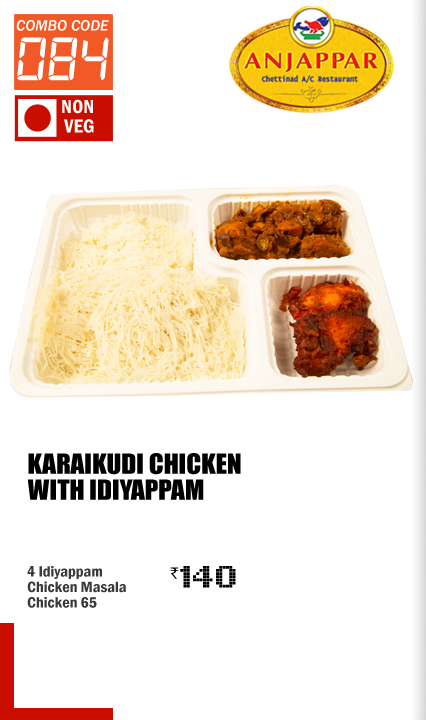 COMBO CODE
084
NON
VEG
ANJAPPAR
Chettinad A/C Restaurant
KARAIKUDI CHICKEN
WITH IDIYAPPAM
4 Idiyappam
Chicken Masala
Chicken 65
₹140